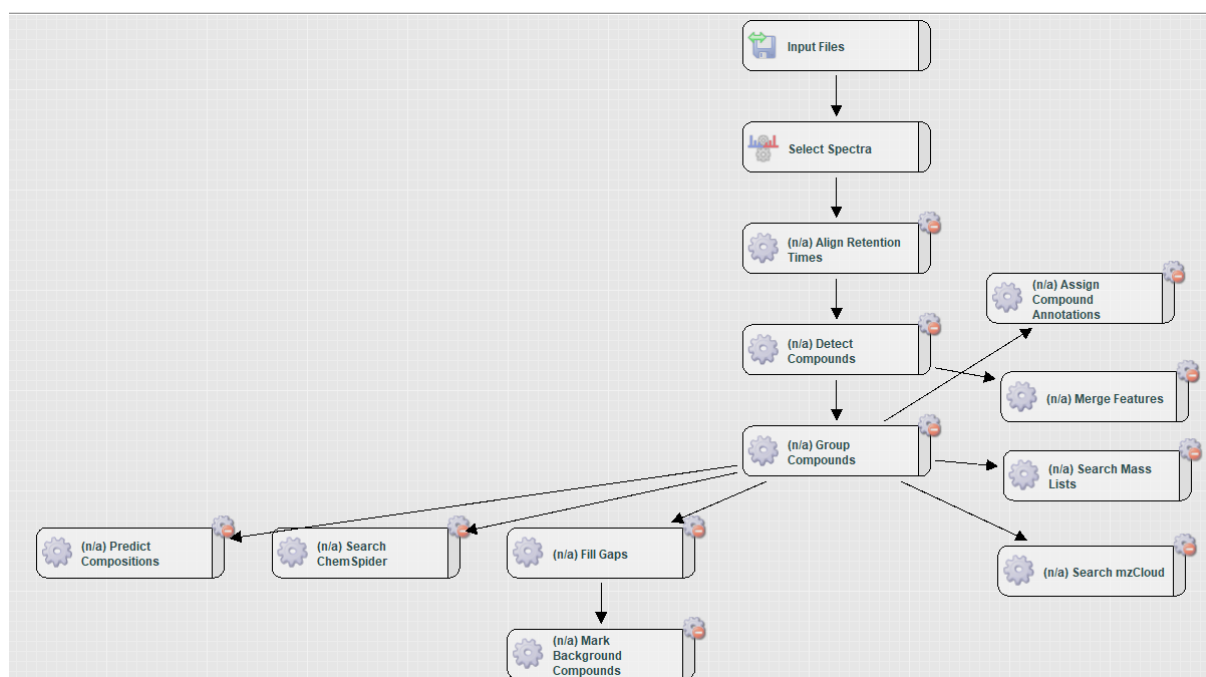 Input Files
Select Spectra
(n/a) Align Retention
Times
(n/a) Assign
Compound
Annotations
(n/a) Detect
Compounds
(n/a) Merge Features
(n/a) Group
Compounds
(n/a) Search Mass
Lists
(n/a) Predict
Compositions
(n/a) Search
ChemSpider
(n/a) Fill Gaps
(n/a) Search mzCloud
(n/a) Mark
Background
Compounds